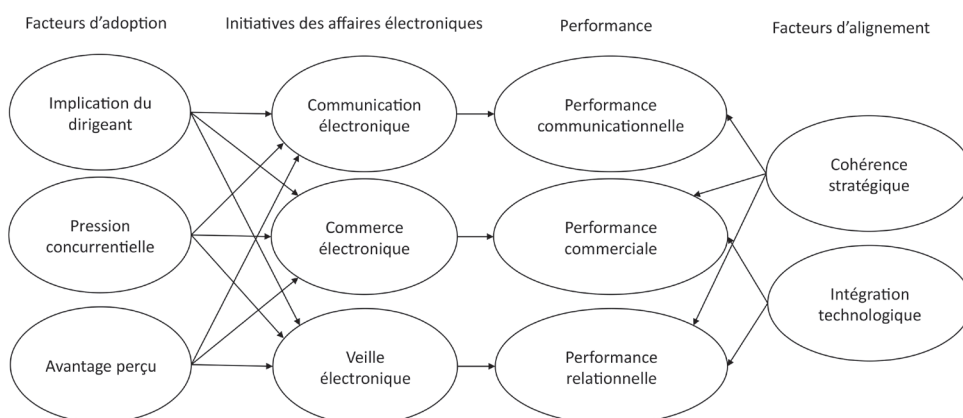 Facteurs d’adoption
Initiatives des affaires électroniques
Performance
Facteurs d’alignement
Implication du
dirigeant
Communication
électronique
Performance
communicationnelle
Cohérence
stratégique
Pression
concurrentielle
Commerce
électronique
Performance
commerciale
Intégration
technologique
Avantage perçu
Veille
électronique
Performance
relationnelle